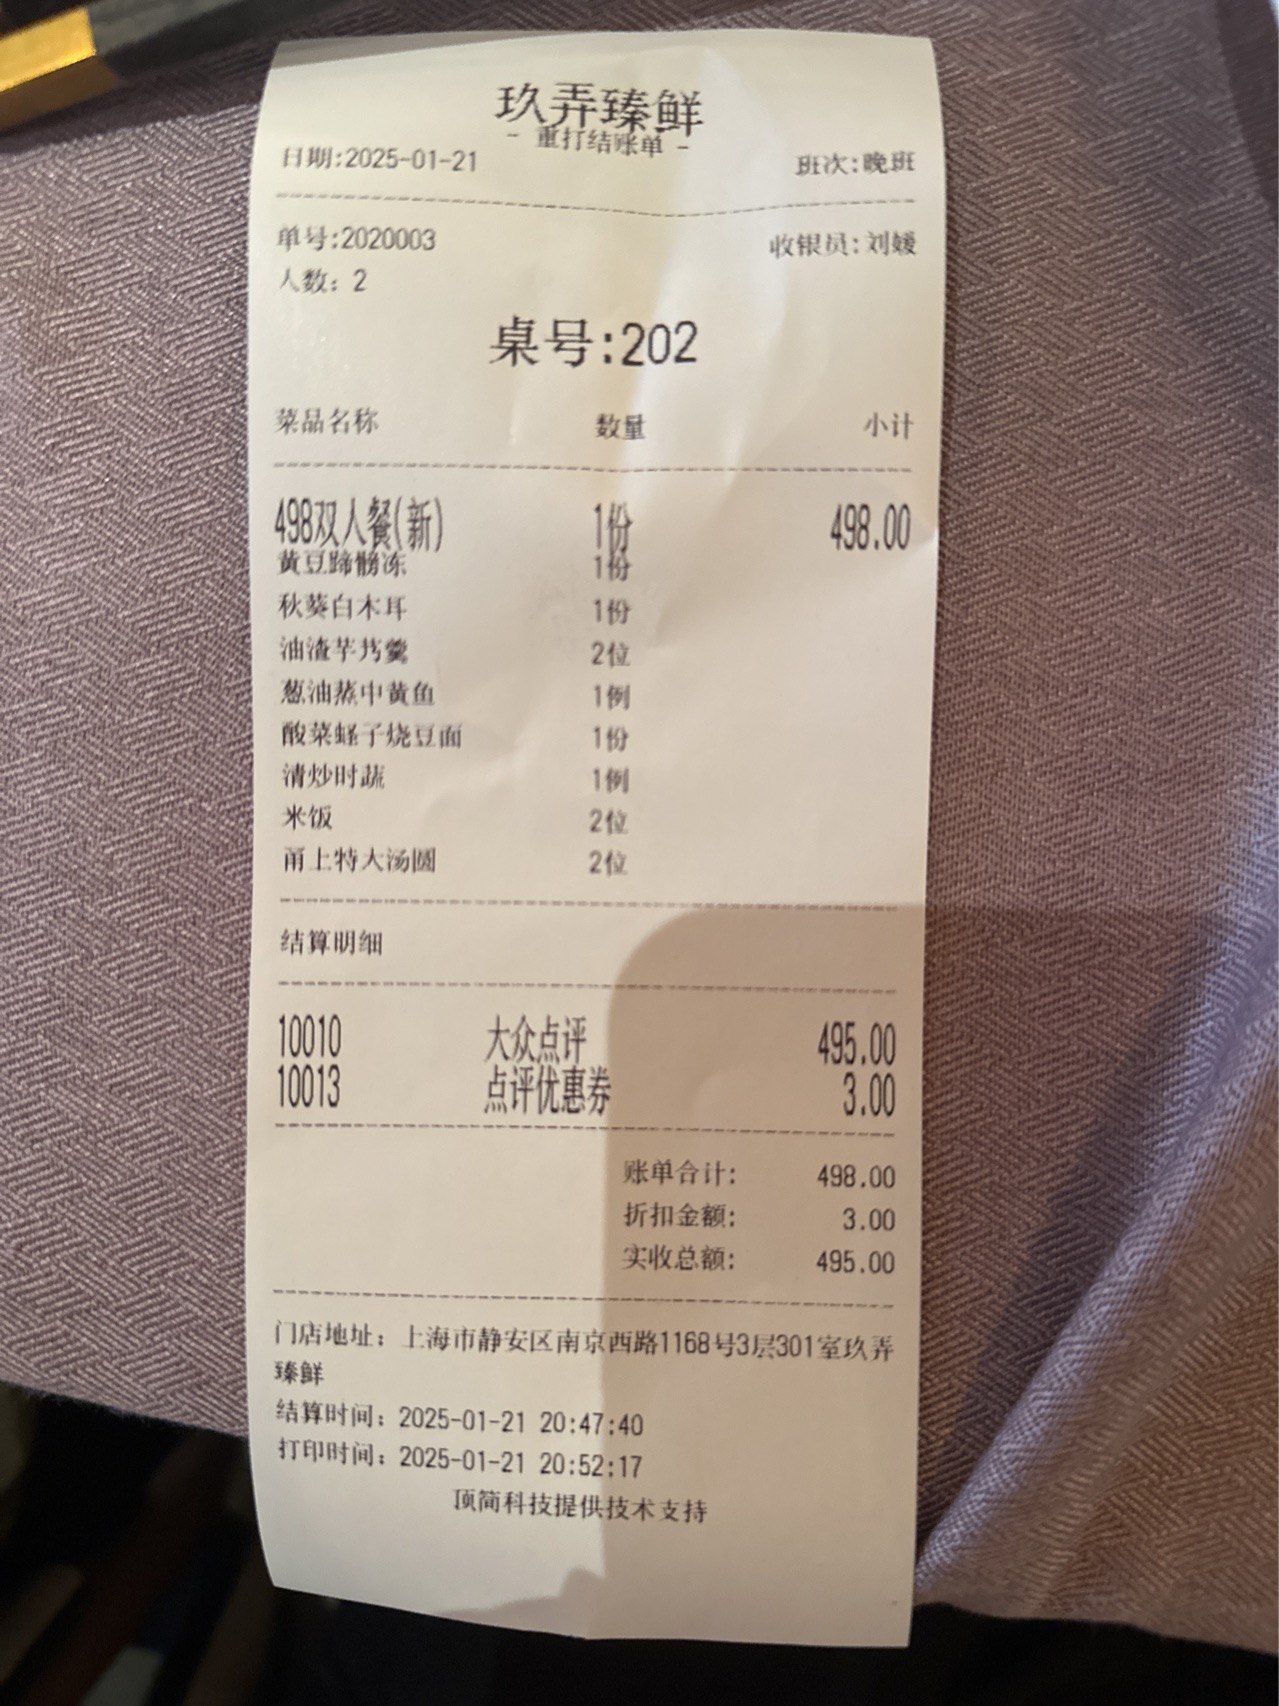 玖弄臻鲜
- 重打结账单 -
日期:2025-01-21 班次:晚班
单号:2020003 收银员:刘嫒
人数: 2
桌号:202
菜品名称 数量 小计
498双人餐(新) 1份 498.00
黄豆蹄髈冻 1份
秋葵白木耳 1份
油渣芋艿羹 2位
葱油蒸中黄鱼 1例
酸菜蛏子烧豆面 1份
清炒时蔬 1例
米饭 2位
甬上特大汤圆 2位
结算明细
10010 大众点评 495.00
10013 点评优惠券 3.00
账单合计: 498.00
折扣金额: 3.00
实收总额: 495.00
门店地址: 上海市静安区南京西路1168号3层301室玖弄
臻鲜
结算时间: 2025-01-21 20:47:40
打印时间: 2025-01-21 20:52:17
顶简科技提供技术支持